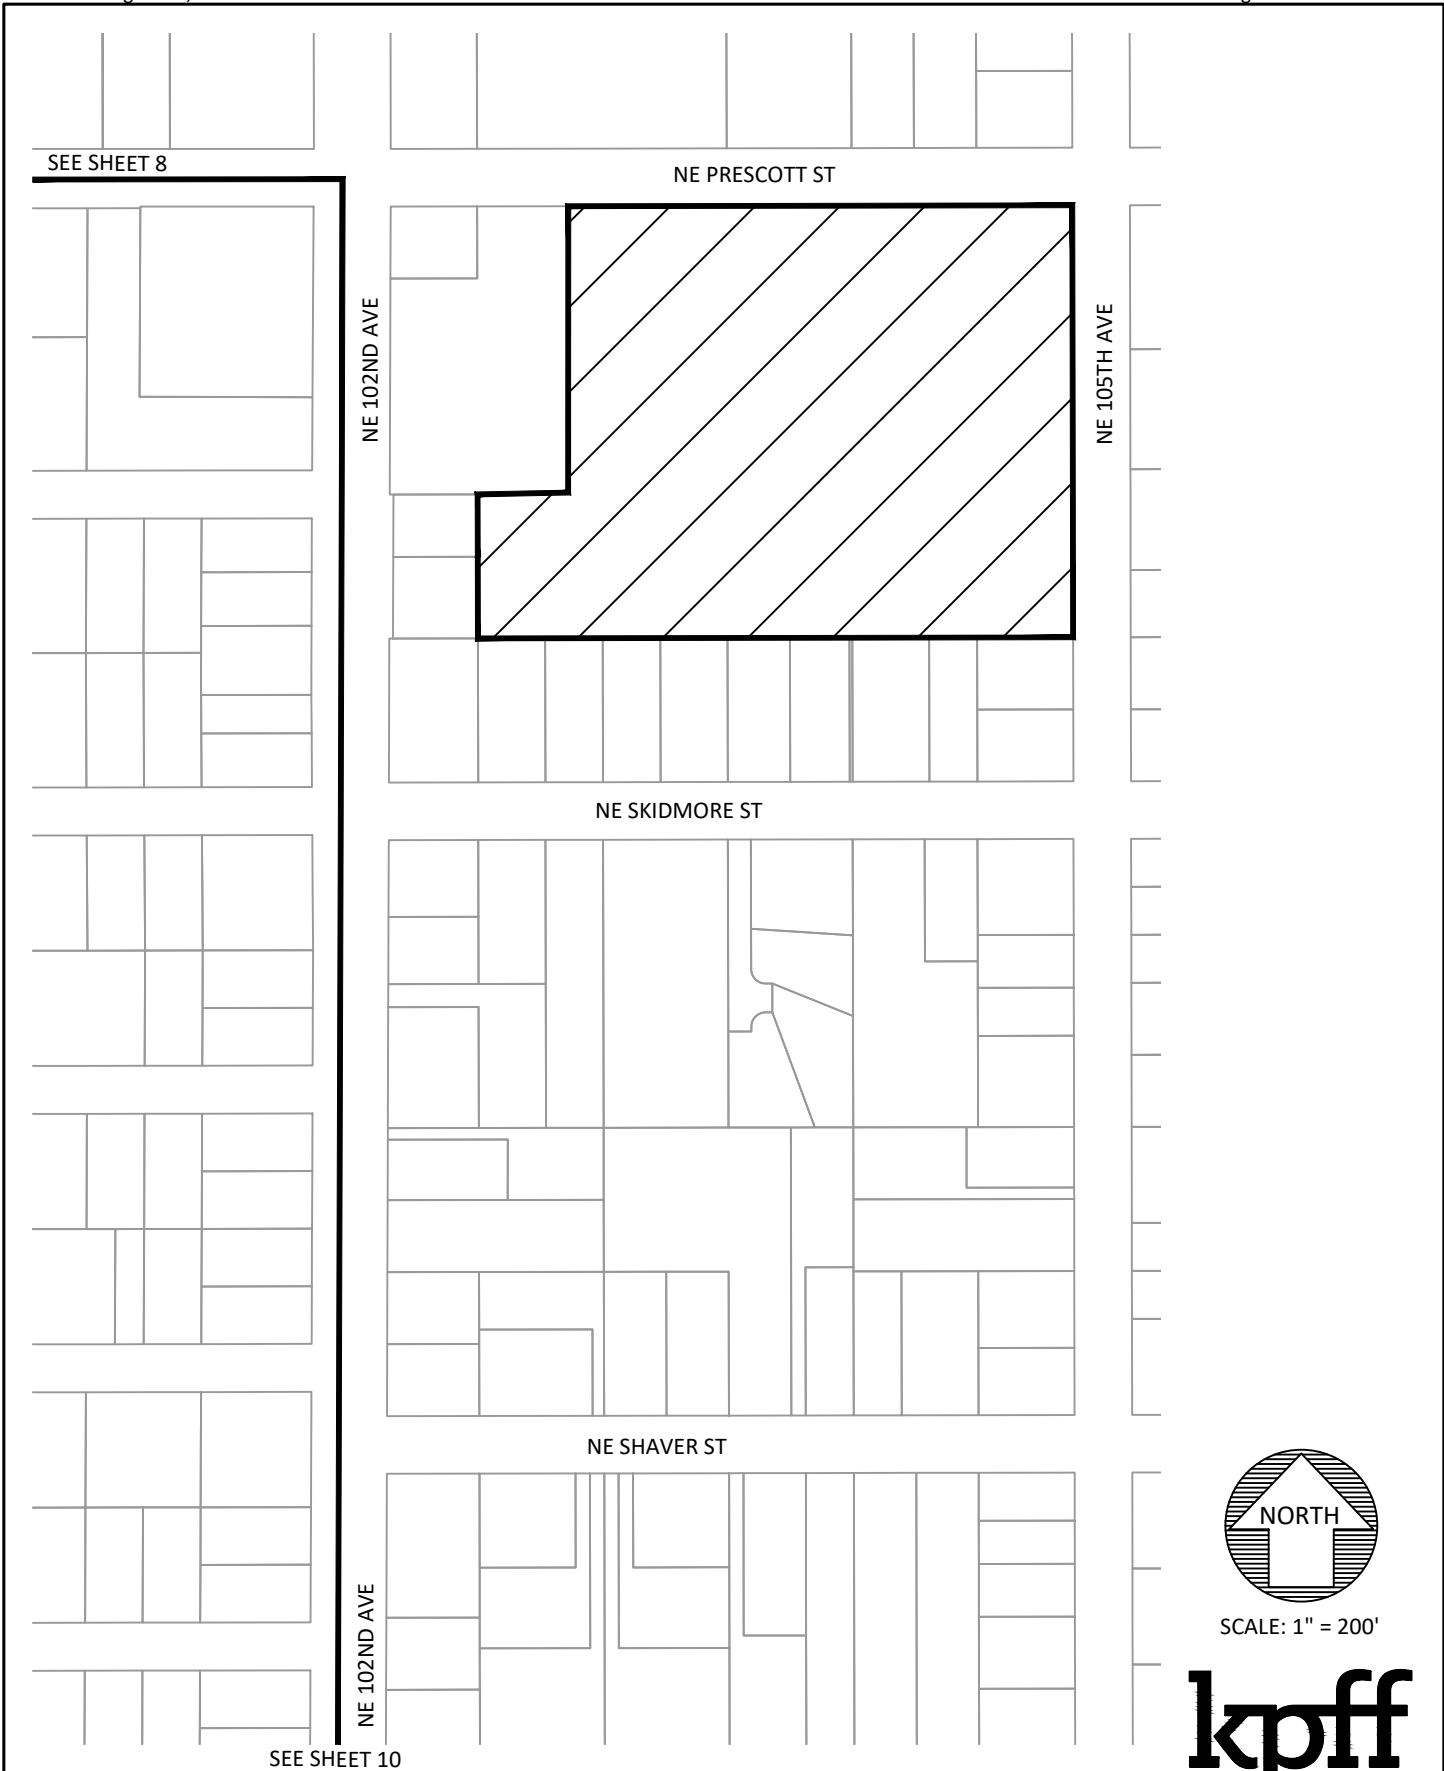 SEE SHEET 8
NE PRESCOTT ST
NE 102ND AVE
NE 105TH AVE
NE SKIDMORE ST
NE SHAVER ST
NORTH
SCALE: 1" = 200'
NE 102ND AVE
kpff
SEE SHEET 10